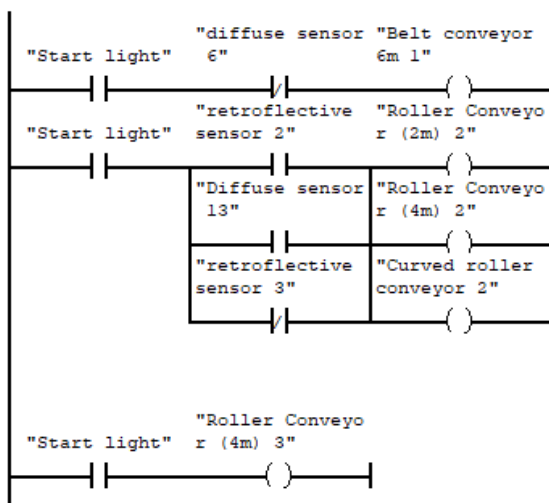 "diffuse sensor "Belt conveyor
"Start light" 6" 6m 1"
"retroflective "Roller Conveyo
"Start light" sensor 2" r (2m) 2"
"Diffuse sensor "Roller Conveyo
13" r (4m) 2"
"retroflective "Curved roller
sensor 3" conveyor 2"
"Roller Conveyo
"Start light" r (4m) 3"